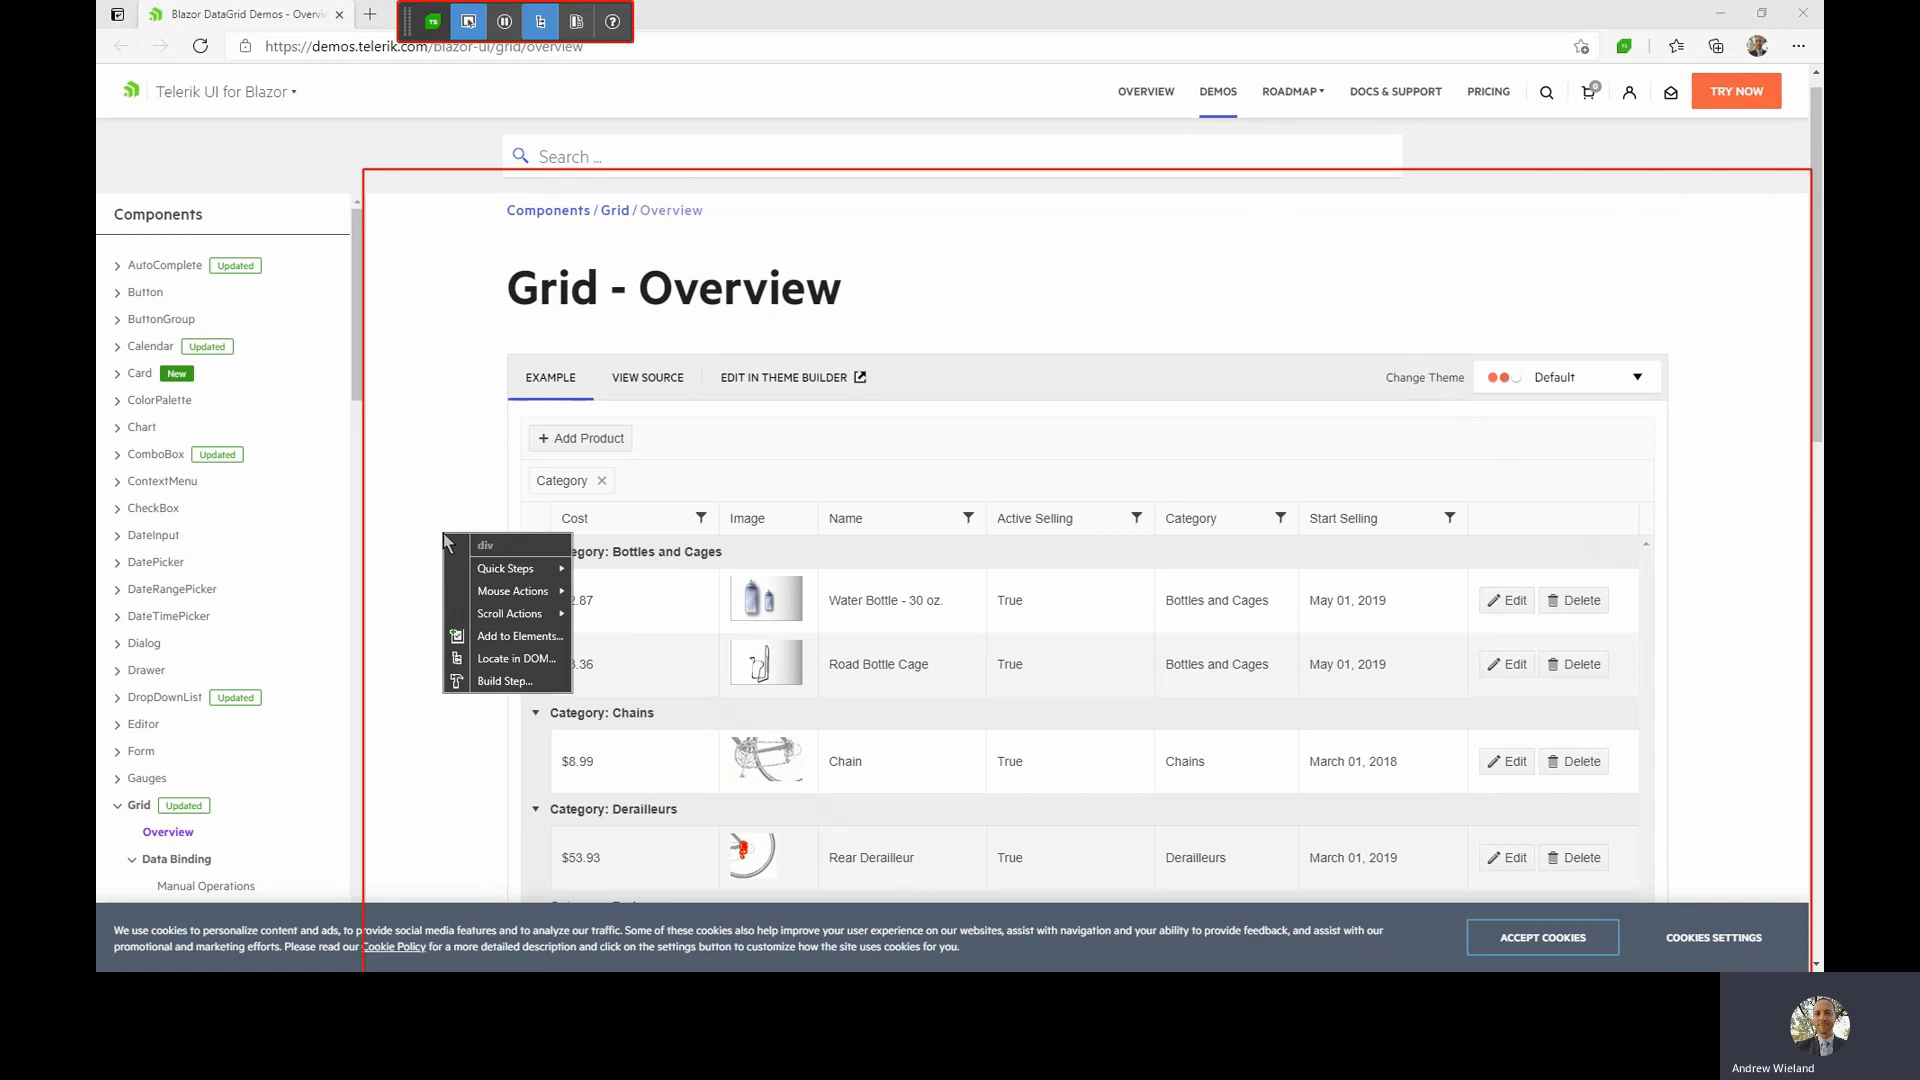 Blazor DataGrid Demos - Overvi
TS
https://demos.telerik.com/blazor-ui/grid/overview
TS
Telerik UI for Blazor
OVERVIEW
DEMOS
ROADMAP
DOCS & SUPPORT
PRICING
0
TRY NOW
Search ...
Components
AutoComplete Updated
Button
ButtonGroup
Calendar Updated
Card New
ColorPalette
Chart
ComboBox Updated
ContextMenu
CheckBox
DateInput
DatePicker
DateRangePicker
DateTimePicker
Dialog
Drawer
DropDownList Updated
Editor
Form
Gauges
Grid Updated
Overview
Data Binding
Manual Operations
Components / Grid / Overview
Grid - Overview
EXAMPLE
VIEW SOURCE
EDIT IN THEME BUILDER
Change Theme
Default
+ Add Product
Category ×
Cost
Image
Name
Active Selling
Category
Start Selling
div
Quick Steps
Mouse Actions
Scroll Actions
Add to Elements...
Locate in DOM...
Build Step...
egory: Bottles and Cages
2.87
Water Bottle - 30 oz.
True
Bottles and Cages
May 01, 2019
Edit
Delete
3.36
Road Bottle Cage
True
Bottles and Cages
May 01, 2019
Edit
Delete
Category: Chains
$8.99
Chain
True
Chains
March 01, 2018
Edit
Delete
Category: Derailleurs
$53.93
Rear Derailleur
True
Derailleurs
March 01, 2019
Edit
Delete
We use cookies to personalize content and ads, to provide social media features and to analyze our traffic. Some of these cookies also help improve your user experience on our websites, assist with navigation and your ability to provide feedback, and assist with our
promotional and marketing efforts. Please read our Cookie Policy for a more detailed description and click on the settings button to customize how the site uses cookies for you.
ACCEPT COOKIES
COOKIES SETTINGS
Andrew Wieland